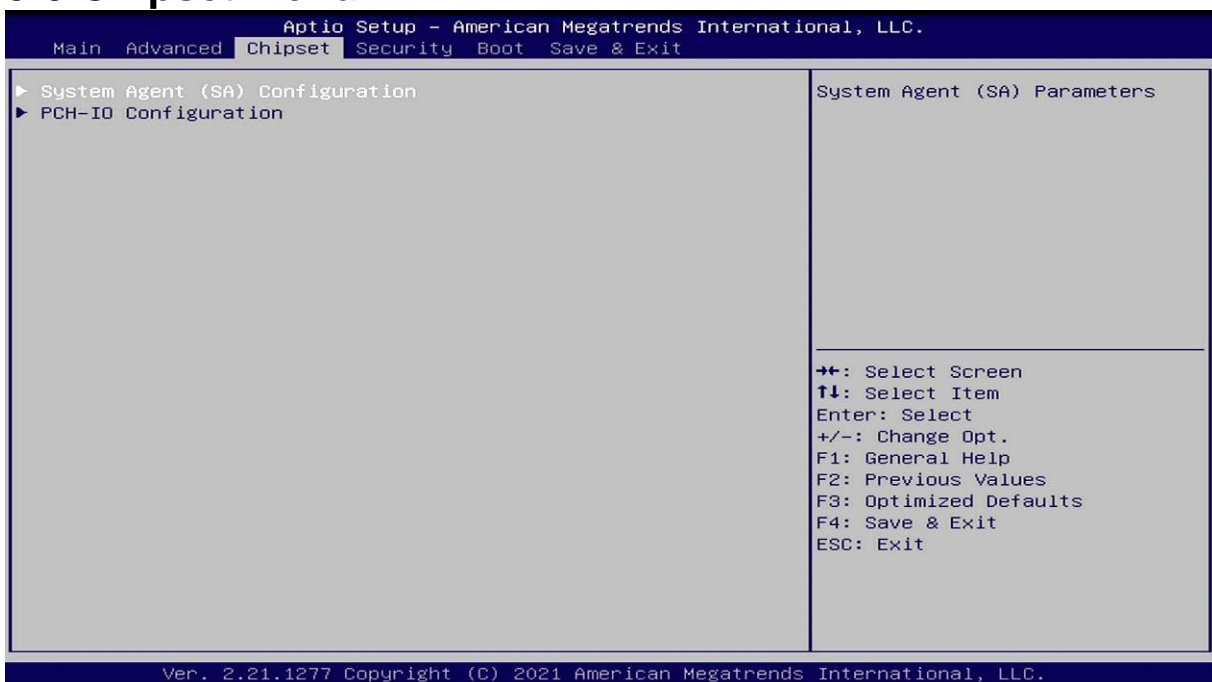 Aptio Setup – American Megatrends International, LLC.
Main Advanced Chipset Security Boot Save & Exit
► System Agent (SA) Configuration
► PCH-IO Configuration
System Agent (SA) Parameters
→←: Select Screen
↑↓: Select Item
Enter: Select
+/-: Change Opt.
F1: General Help
F2: Previous Values
F3: Optimized Defaults
F4: Save & Exit
ESC: Exit
Ver. 2.21.1277 Copyright (C) 2021 American Megatrends International, LLC.